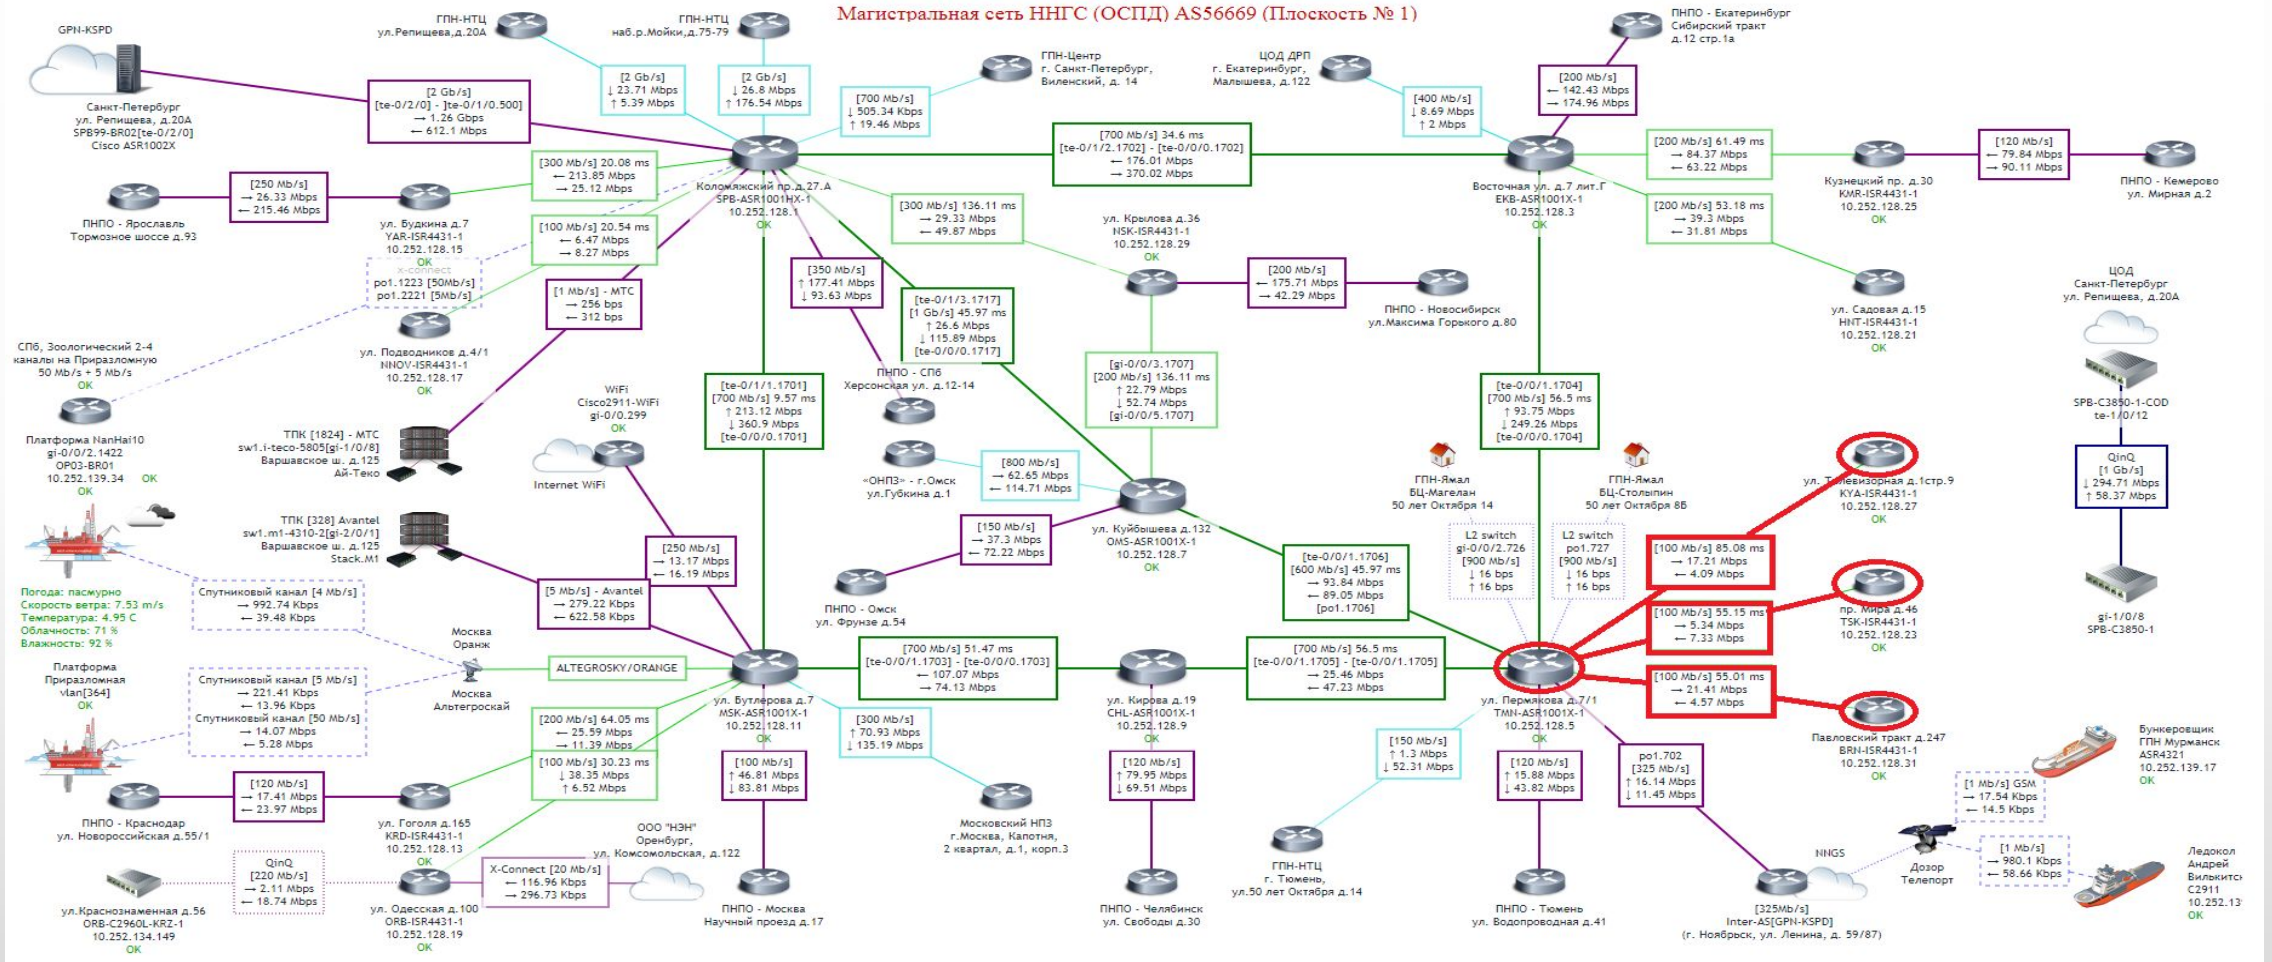 Магистральная сеть ННГС (ОСПД) AS56669 (Плоскость № 1)
GPN-KSPD
Санкт-Петербург
ул. Репищева, д.20А
SPB99-BR02[te-0/2/0]
Cisco ASR1002X
[2 Gb/s]
[te-0/2/0] - ]te-0/1/0.500]
→ 1.26 Gbps
← 612.1 Mbps
ГПН-НТЦ
ул.Репищева,д.20А
[2 Gb/s]
↓ 23.71 Mbps
↑ 5.39 Mbps
ГПН-НТЦ
наб.р.Мойки,д.75-79
[2 Gb/s]
↓ 26.8 Mbps
↑ 176.54 Mbps
ГПН-Центр
г. Санкт-Петербург,
Виленский, д. 14
[700 Mb/s]
↓ 505.34 Kbps
↑ 19.46 Mbps
ЦОД ДРП
г. Екатеринбург,
Малышева, д.122
[400 Mb/s]
↓ 8.69 Mbps
↑ 2 Mbps
ПНПО - Екатеринбург
Сибирский тракт
д.12 стр.1а
[200 Mb/s]
← 142.43 Mbps
→ 174.96 Mbps
[700 Mb/s] 34.6 ms
[te-0/1/2.1702] - [te-0/0/0.1702]
← 176.01 Mbps
→ 370.02 Mbps
Коломяжский пр.д.27.А
SPB-ASR1001HX-1
10.252.128.1
OK
Восточная ул. д.7 лит.Г
EKB-ASR1001X-1
10.252.128.3
OK
[200 Mb/s] 61.49 ms
→ 84.37 Mbps
← 63.22 Mbps
Кузнецкий пр. д.30
KMR-ISR4431-1
10.252.128.25
OK
[120 Mb/s]
← 79.84 Mbps
→ 90.11 Mbps
ПНПО - Кемерово
ул. Мирная д.2
[200 Mb/s] 53.18 ms
→ 39.3 Mbps
← 31.81 Mbps
ул. Садовая д.15
HNT-ISR4431-1
10.252.128.21
OK
ПНПО - Ярославль
Тормозное шоссе д.93
[250 Mb/s]
→ 26.33 Mbps
← 215.46 Mbps
ул. Будкина д.7
YAR-ISR4431-1
10.252.128.15
OK
[300 Mb/s] 20.08 ms
← 213.85 Mbps
→ 25.12 Mbps
[100 Mb/s] 20.54 ms
← 6.47 Mbps
→ 8.27 Mbps
x-connect
po1.1223 [50Mb/s]
po1.2221 [5Mb/s]
ул. Подводников д.4/1
NNOV-ISR4431-1
10.252.128.17
OK
[1 Mb/s] - МТС
→ 256 bps
← 312 bps
[350 Mb/s]
↑ 177.41 Mbps
↓ 93.63 Mbps
ПНПО - СПб
Херсонская ул. д.12-14
[te-0/1/3.1717]
[1 Gb/s] 45.97 ms
↑ 26.6 Mbps
↓ 115.89 Mbps
[te-0/0/0.1717]
[300 Mb/s] 136.11 ms
→ 29.33 Mbps
← 49.87 Mbps
ул. Крылова д.36
NSK-ISR4431-1
10.252.128.29
OK
[200 Mb/s]
← 175.71 Mbps
→ 42.29 Mbps
ПНПО - Новосибирск
ул.Максима Горького д.80
[gi-0/0/3.1707]
[200 Mb/s] 136.11 ms
↑ 22.79 Mbps
↓ 52.74 Mbps
[gi-0/0/5.1707]
ЦОД
Санкт-Петербург
ул. Репищева, д.20А
SPB-C3850-1-COD
te-1/0/12
QinQ
[1 Gb/s]
↓ 294.71 Mbps
↑ 58.37 Mbps
gi-1/0/8
SPB-C3850-1
СПб, Зоологический 2-4
каналы на Приразломную
50 Mb/s + 5 Mb/s
OK
Платформа NanHai10
gi-0/0/2.1422
OP03-BR01
10.252.139.34
OK
OK
ТПК [1824] - МТС
sw1.i-teco-5805[gi-1/0/8]
Варшавское ш. д.125
Ай-Теко
WiFi
Cisco2911-WiFi
gi-0/0.299
OK
Internet WiFi
ТПК [328] Avantel
sw1.m1-4310-2[gi-2/0/1]
Варшавское ш. д.125
Stack.M1
[te-0/1/1.1701]
[700 Mb/s] 9.57 ms
↑ 213.12 Mbps
↓ 360.9 Mbps
[te-0/0/0.1701]
[te-0/0/1.1704]
[700 Mb/s] 56.5 ms
↑ 93.75 Mbps
↓ 249.26 Mbps
[te-0/0/0.1704]
«ОНПЗ» - г.Омск
ул.Губкина д.1
[800 Mb/s]
→ 62.65 Mbps
← 114.71 Mbps
[150 Mb/s]
→ 37.3 Mbps
← 72.22 Mbps
ул. Куйбышева д.132
OMS-ASR1001X-1
10.252.128.7
OK
ПНПО - Омск
ул. Фрунзе д.54
[te-0/0/1.1706]
[600 Mb/s] 45.97 ms
→ 93.84 Mbps
← 89.05 Mbps
[po1.1706]
ГПН-Ямал
БЦ-Магелан
50 лет Октября 14
L2 switch
gi-0/0/2.726
[900 Mb/s]
↓ 16 bps
↑ 16 bps
ГПН-Ямал
БЦ-Столыпин
50 лет Октября 8Б
L2 switch
po1.727
[900 Mb/s]
↓ 16 bps
↑ 16 bps
ул. Телевизорная д.1стр.9
KYA-ISR4431-1
10.252.128.27
OK
[100 Mb/s] 85.08 ms
→ 17.21 Mbps
← 4.09 Mbps
[100 Mb/s] 55.15 ms
→ 5.34 Mbps
← 7.33 Mbps
пр. Мира д.46
TSK-ISR4431-1
10.252.128.23
OK
[100 Mb/s] 55.01 ms
→ 21.41 Mbps
← 4.57 Mbps
Павловский тракт д.247
BRN-ISR4431-1
10.252.128.31
OK
[250 Mb/s]
→ 13.17 Mbps
← 16.19 Mbps
[5 Mb/s] - Avantel
→ 279.22 Kbps
← 622.58 Kbps
Погода: пасмурно
Скорость ветра: 7.53 m/s
Температура: 4.95 C
Облачность: 71 %
Влажность: 92 %
Спутниковый канал [4 Mb/s]
→ 992.74 Kbps
← 39.48 Kbps
Москва
Оранж
Москва
Альтегроскай
ALTEGROSKY/ORANGE
Платформа
Приразломная
vlan[364]
OK
Спутниковый канал [5 Mb/s]
→ 221.41 Kbps
← 13.96 Kbps
Спутниковый канал [50 Mb/s]
→ 14.07 Mbps
← 5.28 Mbps
ул. Бутлерова д.7
MSK-ASR1001X-1
10.252.128.11
OK
[700 Mb/s] 51.47 ms
[te-0/0/1.1703] - [te-0/0/0.1703]
← 107.07 Mbps
→ 74.13 Mbps
ул. Кирова д.19
CHL-ASR1001X-1
10.252.128.9
OK
[700 Mb/s] 56.5 ms
[te-0/0/1.1705] - [te-0/0/1.1705]
← 25.46 Mbps
← 47.23 Mbps
ул. Пермякова д.7/1
TMN-ASR1001X-1
10.252.128.5
OK
[200 Mb/s] 64.05 ms
← 25.59 Mbps
→ 11.39 Mbps
[100 Mb/s] 30.23 ms
↓ 38.35 Mbps
↑ 6.52 Mbps
[100 Mb/s]
↑ 46.81 Mbps
↓ 83.81 Mbps
[300 Mb/s]
↑ 70.93 Mbps
↓ 135.19 Mbps
Московский НПЗ
г.Москва, Капотня,
2 квартал, д.1, корп.3
[120 Mb/s]
↑ 79.95 Mbps
↓ 69.51 Mbps
ПНПО - Челябинск
ул. Свободы д.30
[150 Mb/s]
↑ 1.3 Mbps
↓ 52.31 Mbps
ГПН-НТЦ
г. Тюмень,
ул.50 лет Октября д.14
[120 Mb/s]
↑ 15.88 Mbps
↓ 43.82 Mbps
ПНПО - Тюмень
ул. Водопроводная д.41
po1.702
[325 Mb/s]
↑ 16.14 Mbps
↓ 11.45 Mbps
NNGS
[325Mb/s]
Inter-AS[GPN-KSPD]
(г. Ноябрьск, ул. Ленина, д. 59/87)
Дозор
Телепорт
[1 Mb/s] GSM
→ 17.54 Kbps
← 14.5 Kbps
Бункеровщик
ГПН Мурманск
ASR4321
10.252.139.17
OK
[1 Mb/s]
→ 980.1 Kbps
← 58.66 Kbps
Ледокол
Андрей
Вилькитс
C2911
10.252.13
OK
ПНПО - Краснодар
ул. Новороссийская д.55/1
[120 Mb/s]
→ 17.41 Mbps
← 23.97 Mbps
ул. Гоголя д.165
KRD-ISR4431-1
10.252.128.13
OK
ул.Краснознаменная д.56
ORB-C2960L-KRZ-1
10.252.134.149
OK
QinQ
[220 Mb/s]
→ 2.11 Mbps
← 18.74 Mbps
ул. Одесская д.100
ORB-ISR4431-1
10.252.128.19
OK
X-Connect [20 Mb/s]
← 116.96 Kbps
→ 296.73 Kbps
ООО "НЭН"
Оренбург,
ул. Комсомольская, д.122
ПНПО - Москва
Научный проезд д.17